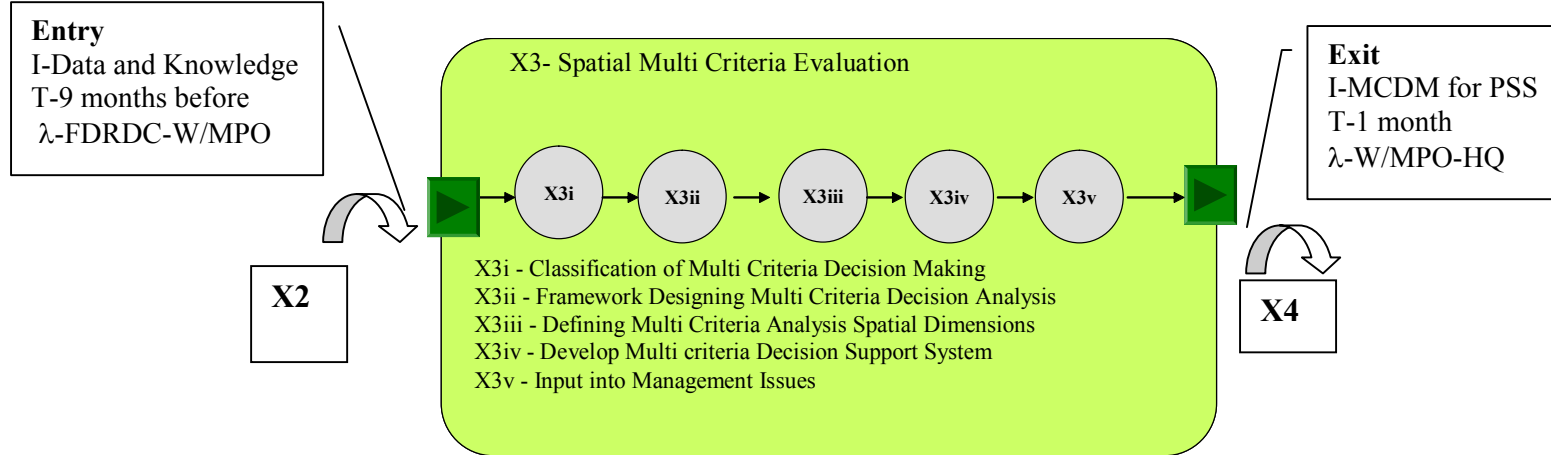 Entry
I-Data and Knowledge
T-9 months before
λ-FDRDC-W/MPO
X3- Spatial Multi Criteria Evaluation
Exit
I-MCDM for PSS
T-1 month
λ-W/MPO-HQ
X3i
X3ii
X3iii
X3iv
X3v
X2
X3i - Classification of Multi Criteria Decision Making
X3ii - Framework Designing Multi Criteria Decision Analysis
X3iii - Defining Multi Criteria Analysis Spatial Dimensions
X3iv - Develop Multi criteria Decision Support System
X3v - Input into Management Issues
X4